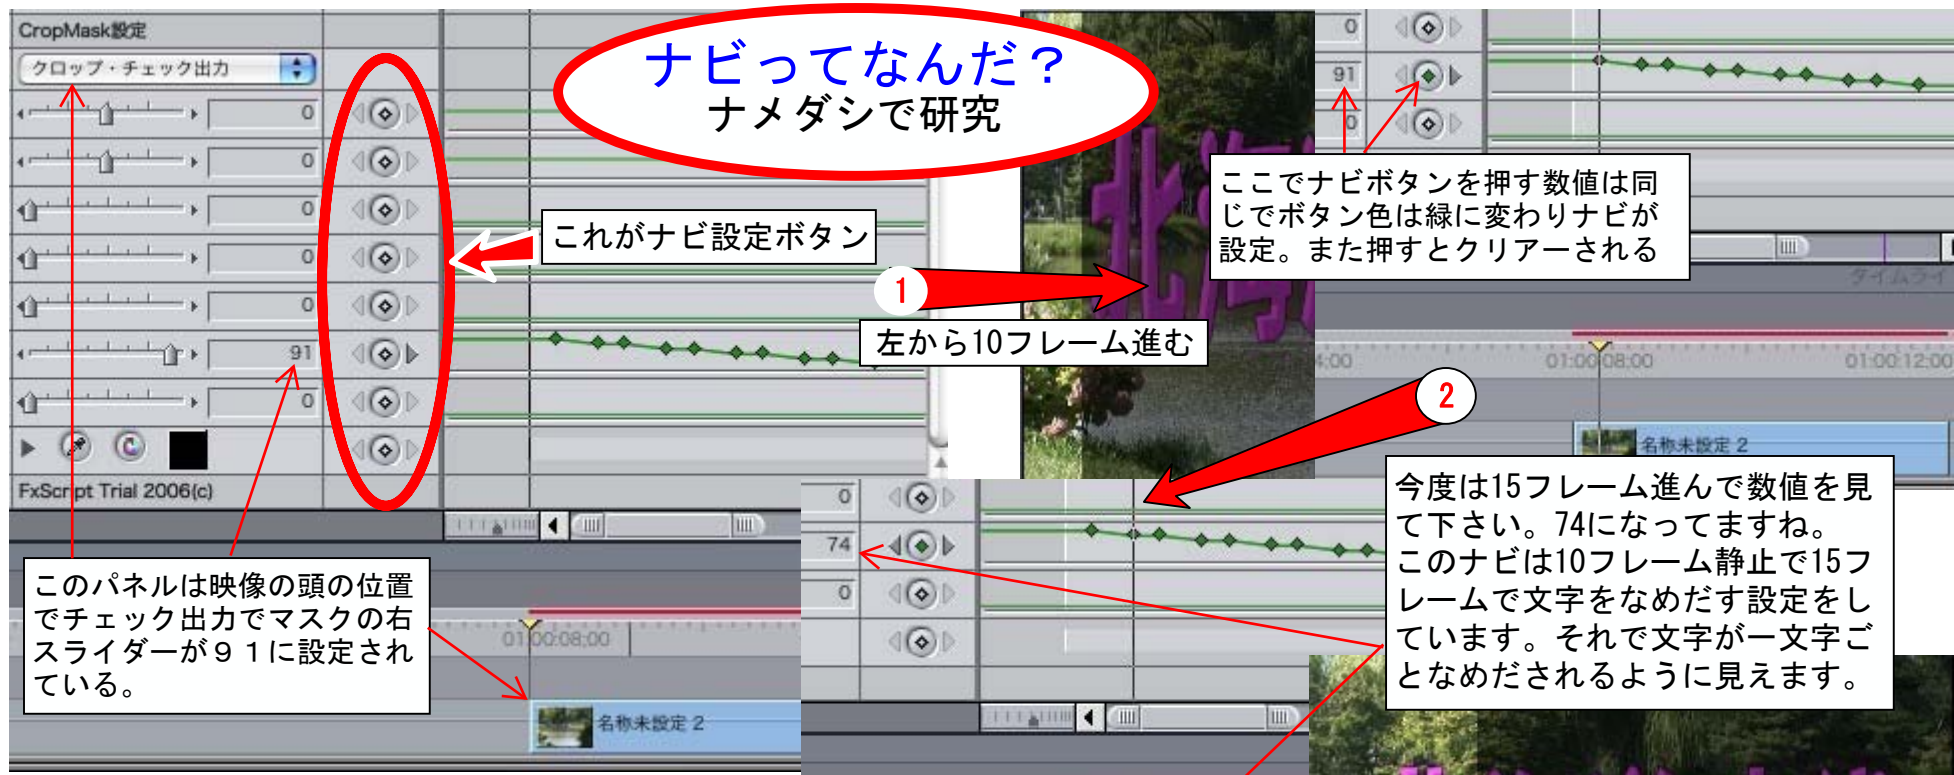 CropMask設定
クロップ・チェック出力
0
0
0
0
0
91
0
FxScript Trial 2006(c)
ナビってなんだ？
ナメダシで研究
これがナビ設定ボタン
1
左から10フレーム進む
このパネルは映像の頭の位置
でチェック出力でマスクの右
スライダーが９１に設定され
ている。
01:00:08;00
名称未設定 2
0
91
0
ここでナビボタンを押す数値は同
じでボタン色は緑に変わりナビが
設定。また押すとクリアーされる
北海
タイムライ
4;00
01:00:08;00
01:00:12;00
名称未設定 2
2
0
74
0
今度は15フレーム進んで数値を見
て下さい。74になってますね。
このナビは10フレーム静止で15フ
レームで文字をなめだす設定をし
ています。それで文字が一文字ご
となめだされるように見えます。